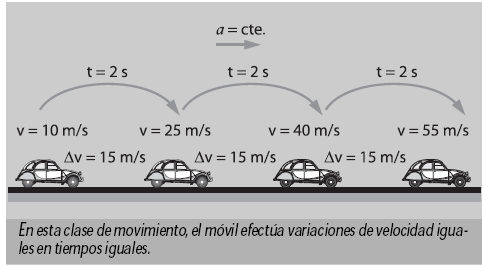 a = cte.
t = 2 s t = 2 s t = 2 s
v = 10 m/s v = 25 m/s v = 40 m/s v = 55 m/s
Δv = 15 m/s Δv = 15 m/s Δv = 15 m/s
En esta clase de movimiento, el móvil efectúa variaciones de velocidad igua-
les en tiempos iguales.